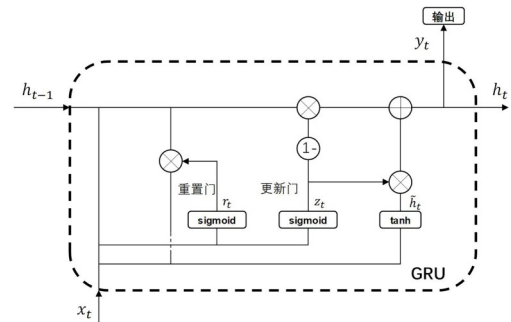 输出
y_t
h_{t-1}
h_t
1-
重置门
r_t
更新门
z_t
h̃_t
sigmoid
sigmoid
tanh
GRU
x_t